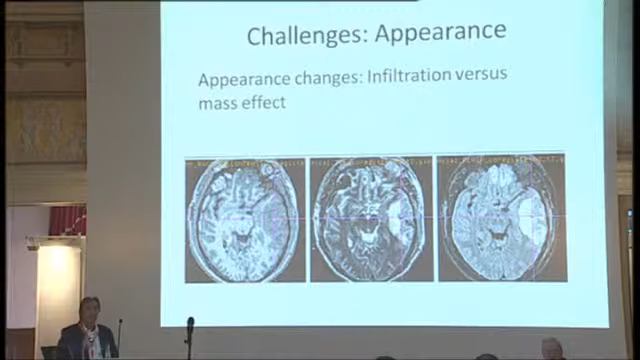 Challenges: Appearance
Appearance changes: Infiltration versus
mass effect